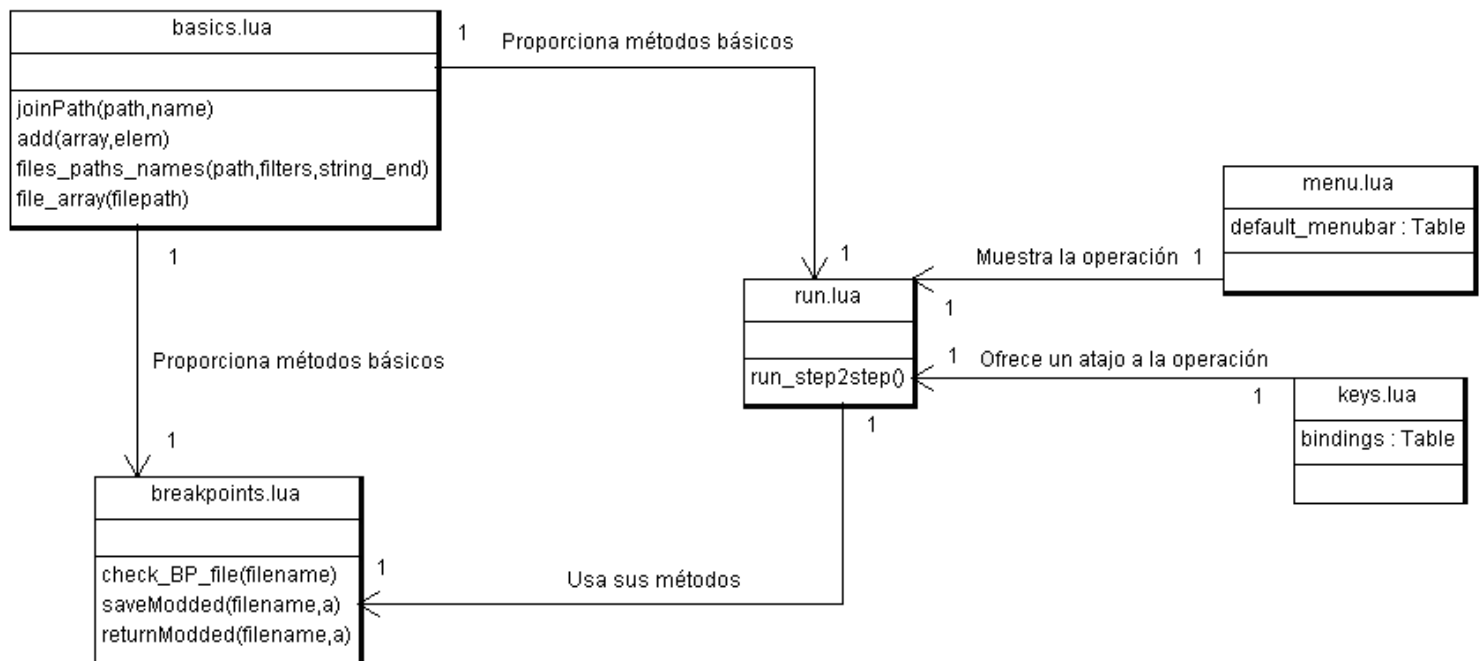 basics.lua
joinPath(path,name)
add(array,elem)
files_paths_names(path,filters,string_end)
file_array(filepath)
1
Proporciona métodos básicos
1
1
Proporciona métodos básicos
1
menu.lua
default_menubar : Table
Muestra la operación 1
1
run.lua
run_step2step()
1
1 Ofrece un atajo a la operación
1
keys.lua
bindings : Table
breakpoints.lua
check_BP_file(filename)
saveModded(filename,a)
returnModded(filename,a)
1
Usa sus métodos